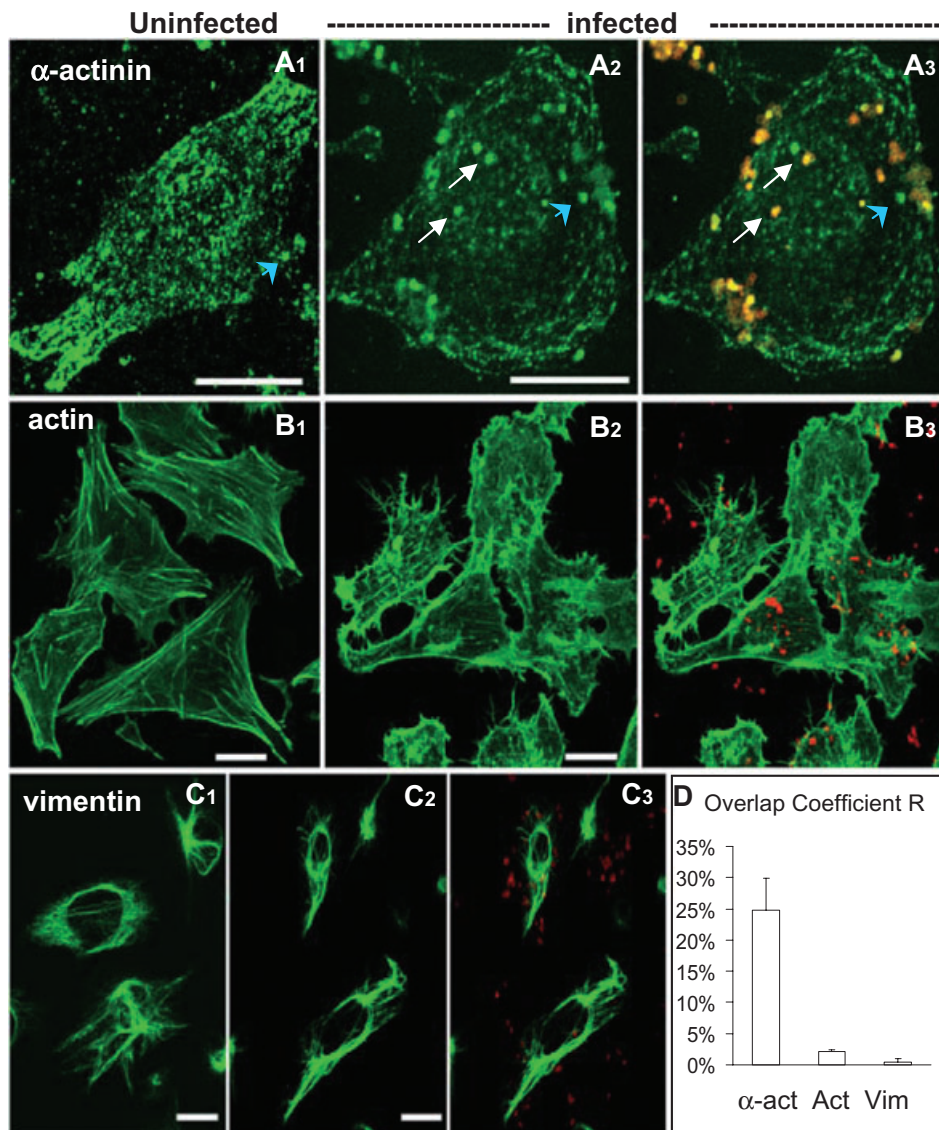 Uninfected ---------------------- infected ----------------------
α-actinin A1 A2 A3
actin B1 B2 B3
vimentin C1 C2 C3 D Overlap Coefficient R
35%
30%
25%
20%
15%
10%
5%
0%
α-act Act Vim